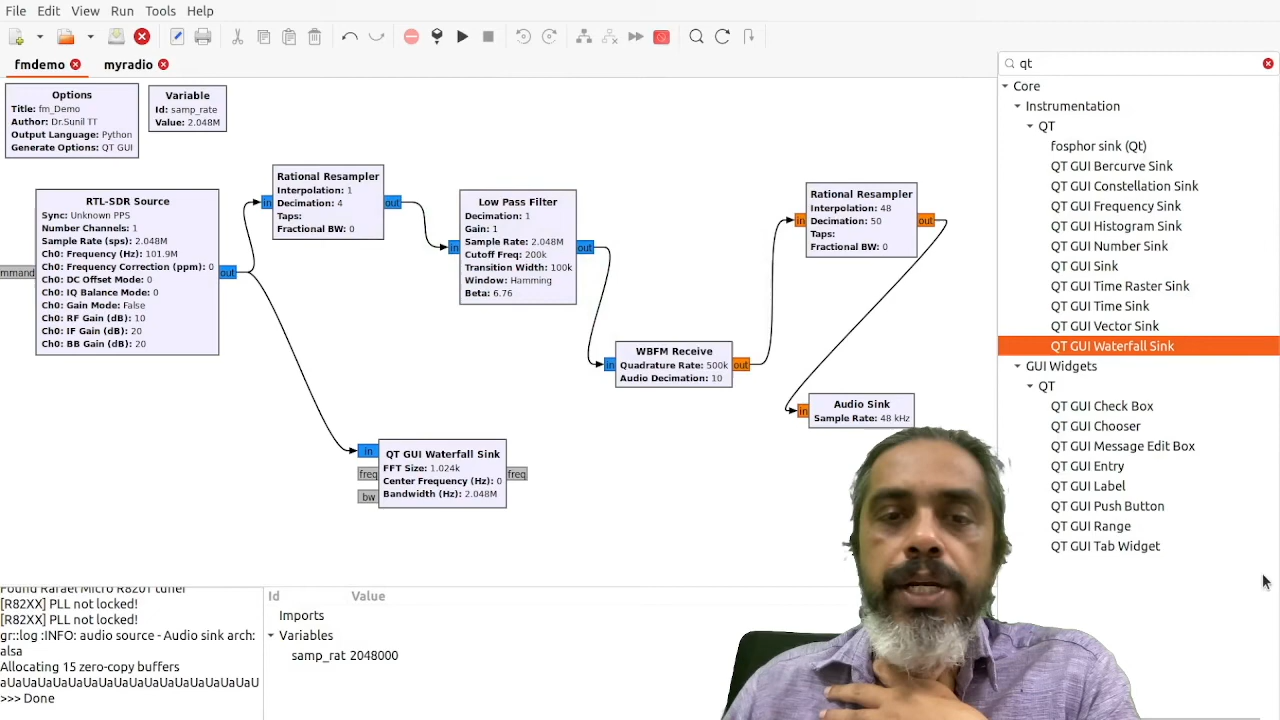 File Edit View Run Tools Help
fmdemo
myradio
qt
Options
Title: fm_Demo
Author: Dr.Sunil TT
Output Language: Python
Generate Options: QT GUI
Variable
Id: samp_rate
Value: 2.048M
RTL-SDR Source
Sync: Unknown PPS
Number Channels: 1
Sample Rate (sps): 2.048M
Ch0: Frequency (Hz): 101.9M
Ch0: Frequency Correction (ppm): 0
Ch0: DC Offset Mode: 0
Ch0: IQ Balance Mode: 0
Ch0: Gain Mode: False
Ch0: RF Gain (dB): 10
Ch0: IF Gain (dB): 20
Ch0: BB Gain (dB): 20
mmand
out
in
Rational Resampler
Interpolation: 1
Decimation: 4
Taps:
Fractional BW: 0
out
in
Low Pass Filter
Decimation: 1
Gain: 1
Sample Rate: 2.048M
Cutoff Freq: 200k
Transition Width: 100k
Window: Hamming
Beta: 6.76
out
in
WBFM Receive
Quadrature Rate: 500k
Audio Decimation: 10
out
in
Rational Resampler
Interpolation: 48
Decimation: 50
Taps:
Fractional BW: 0
out
in
Audio Sink
Sample Rate: 48 kHz
in
freq
bw
QT GUI Waterfall Sink
FFT Size: 1.024k
Center Frequency (Hz): 0
Bandwidth (Hz): 2.048M
freq
Core
Instrumentation
QT
fosphor sink (Qt)
QT GUI Bercurve Sink
QT GUI Constellation Sink
QT GUI Frequency Sink
QT GUI Histogram Sink
QT GUI Number Sink
QT GUI Sink
QT GUI Time Raster Sink
QT GUI Time Sink
QT GUI Vector Sink
QT GUI Waterfall Sink
GUI Widgets
QT
QT GUI Check Box
QT GUI Chooser
QT GUI Message Edit Box
QT GUI Entry
QT GUI Label
QT GUI Push Button
QT GUI Range
QT GUI Tab Widget
Found Rafael Micro R820T tuner
[R82XX] PLL not locked!
[R82XX] PLL not locked!
gr::log :INFO: audio source - Audio sink arch:
alsa
Allocating 15 zero-copy buffers
aUaUaUaUaUaUaUaUaUaUaUaUaUaUaUaU
>>> Done
Id Value
Imports
Variables
samp_rat 2048000